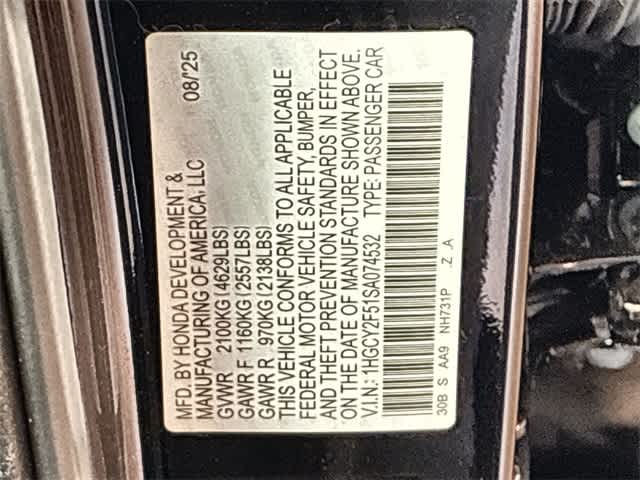 MFD. BY HONDA DEVELOPMENT & 08/'25
MANUFACTURING OF AMERICA, LLC
GVWR 2100KG(4629LBS)
GAWR F 1160KG(2557LBS)
GAWR R 970KG(2138LBS)
THIS VEHICLE CONFORMS TO ALL APPLICABLE
FEDERAL MOTOR VEHICLE SAFETY, BUMPER,
AND THEFT PREVENTION STANDARDS IN EFFECT
ON THE DATE OF MANUFACTURE SHOWN ABOVE.
V.I.N.: 1HGCY2F51SA074532 TYPE: PASSENGER CAR
30B S AA9 NH731P .Z .A